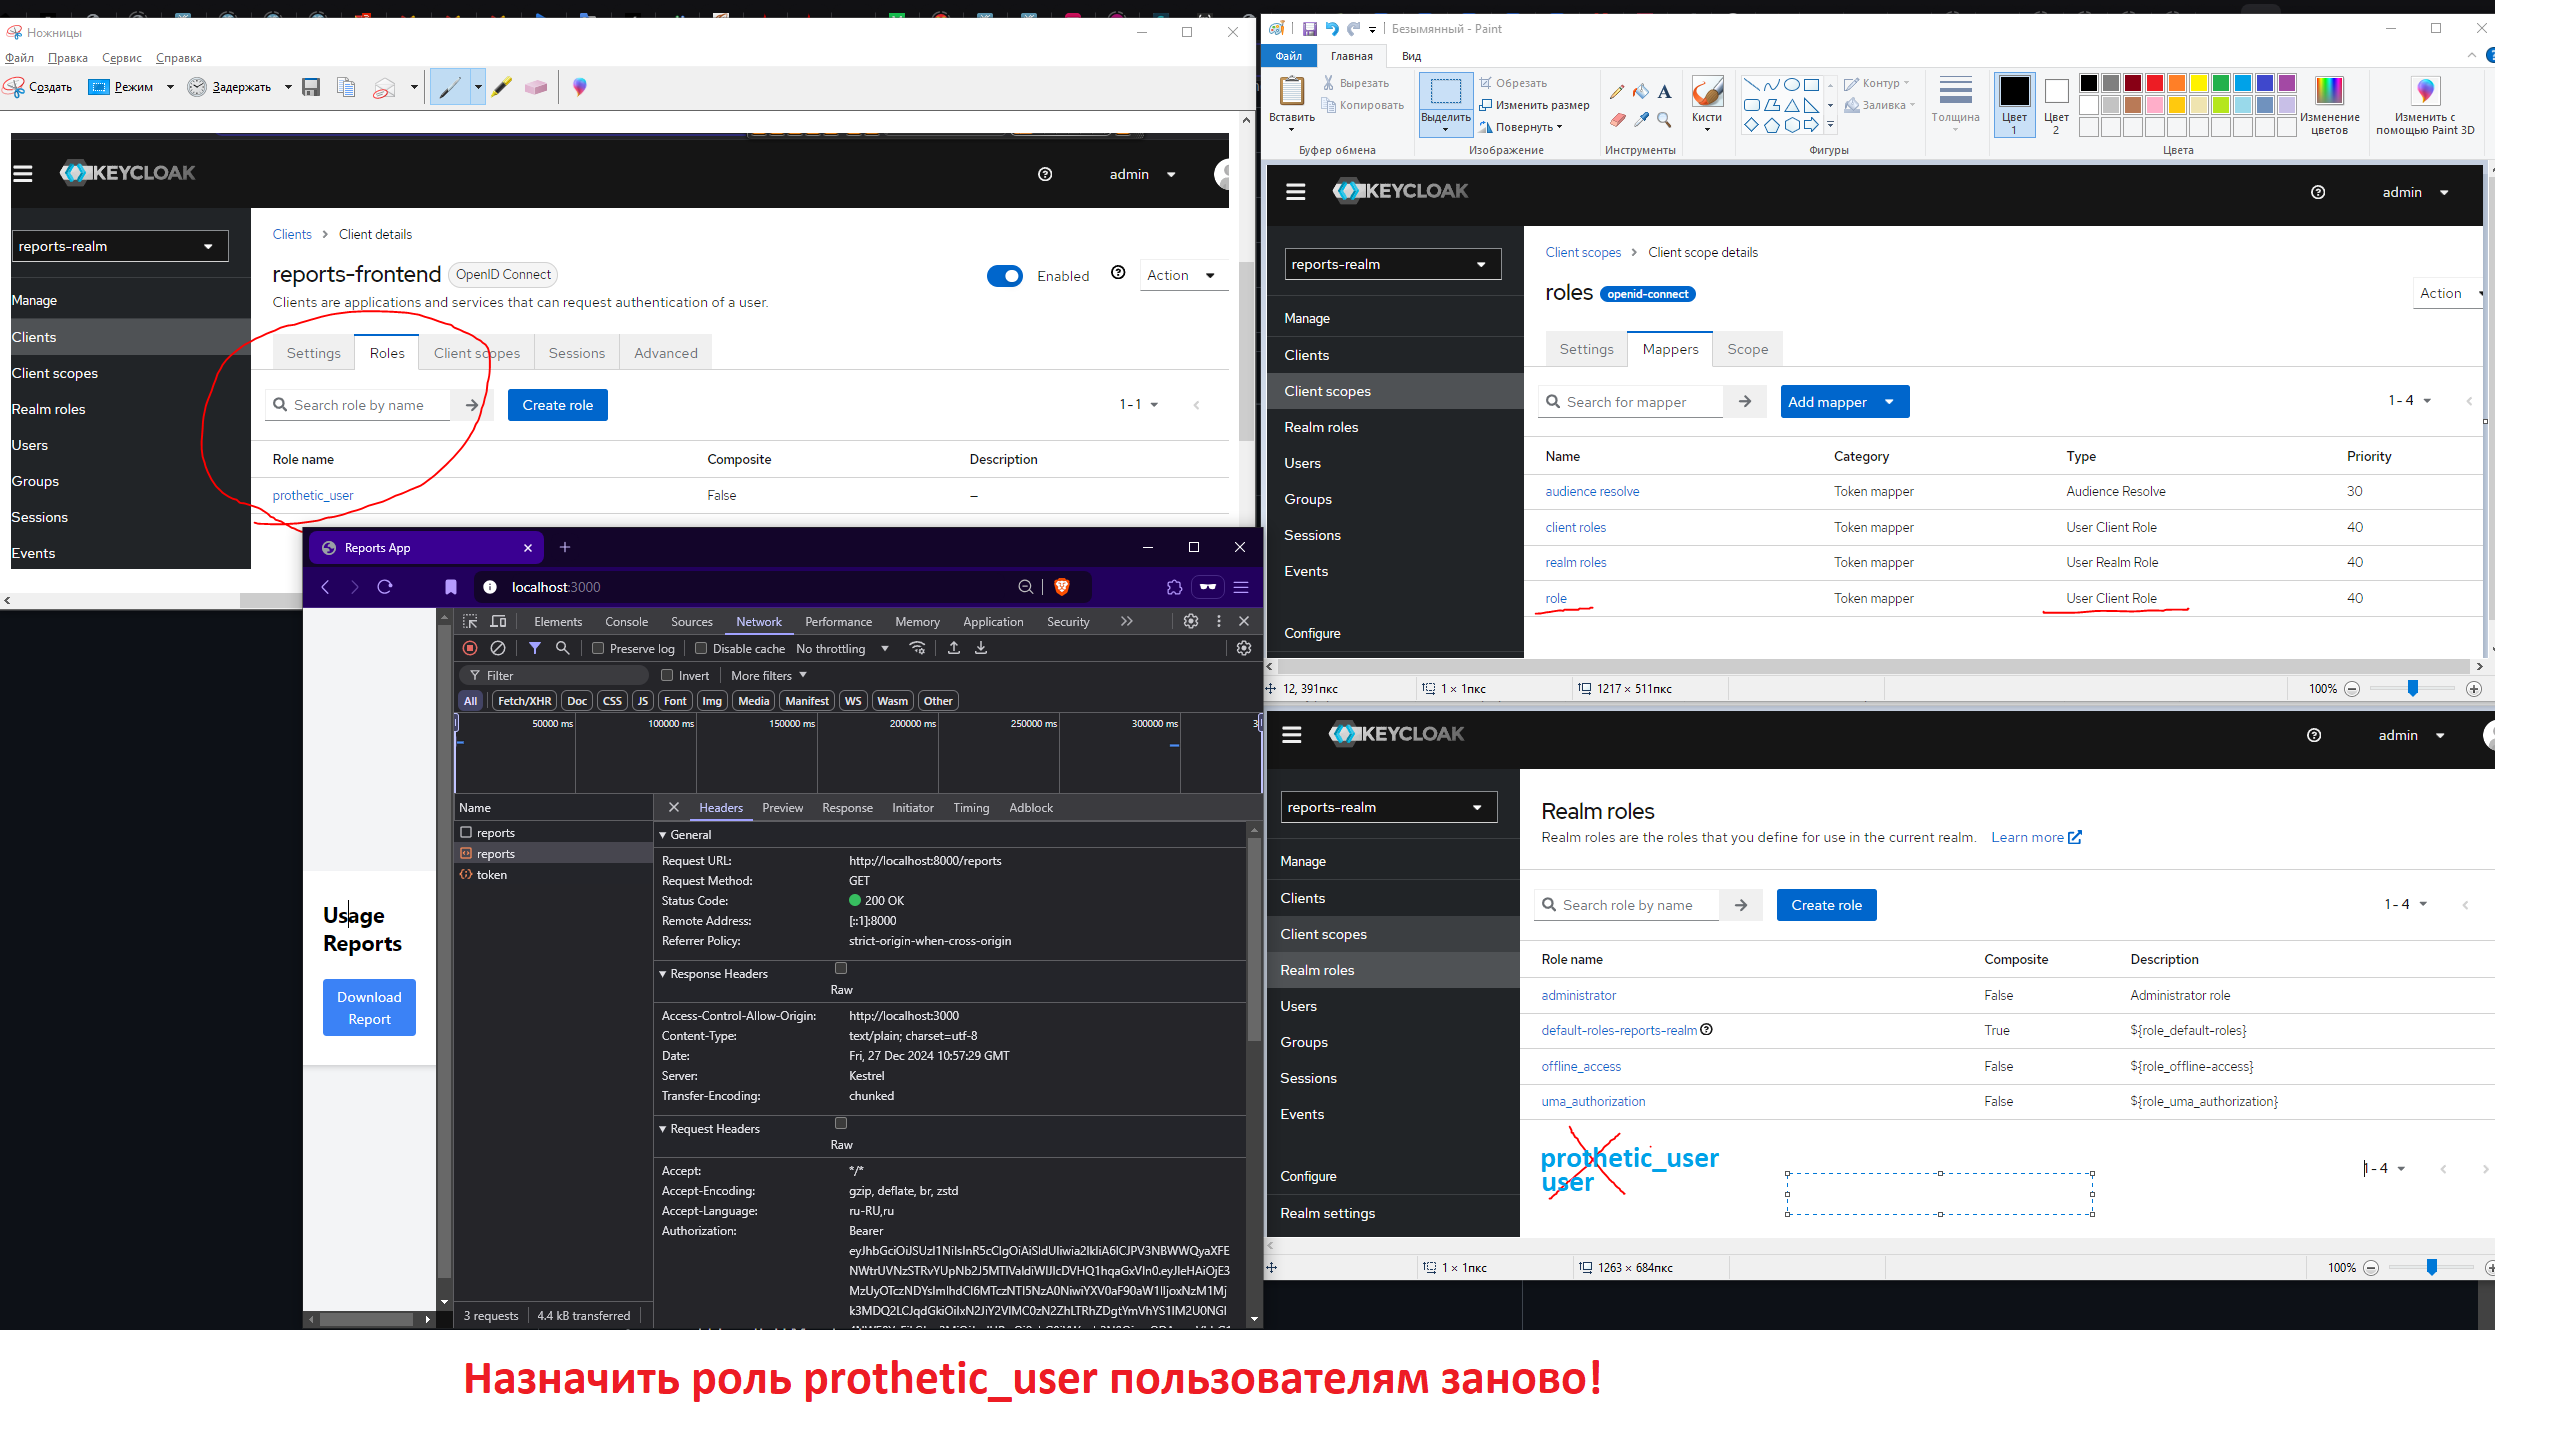 Ножницы
Файл Правка Сервис Справка
Создать Режим Задержать
KEYCLOAK
admin
reports-realm
Manage
Clients
Client scopes
Realm roles
Users
Groups
Sessions
Events
Clients Client details
reports-frontend OpenID Connect
Enabled Action
Clients are applications and services that can request authentication of a user.
Settings Roles Client scopes Sessions Advanced
Search role by name Create role 1 - 1
Role name Composite Description
prothetic_user False –
Безымянный - Paint
Файл Главная Вид
Вставить
Вырезать
Копировать
Буфер обмена
Выделить
Обрезать
Изменить размер
Повернуть
Изображение
Инструменты
Кисти
Фигуры
Контур
Заливка
Толщина
Цвет 1
Цвет 2
Изменение цветов
Цвета
Изменить с помощью Paint 3D
KEYCLOAK
admin
reports-realm
Manage
Clients
Client scopes
Realm roles
Users
Groups
Sessions
Events
Configure
Client scopes Client scope details
roles openid-connect
Action
Settings Mappers Scope
Search for mapper Add mapper 1 - 4
Name Category Type Priority
audience resolve Token mapper Audience Resolve 30
client roles Token mapper User Client Role 40
realm roles Token mapper User Realm Role 40
role Token mapper User Client Role 40
12, 391пкс 1 × 1пкс 1217 × 511пкс 100%
Reports App
localhost:3000
Elements Console Sources Network Performance Memory Application Security
Preserve log Disable cache No throttling
Filter Invert More filters
All Fetch/XHR Doc CSS JS Font Img Media Manifest WS Wasm Other
50000 ms 100000 ms 150000 ms 200000 ms 250000 ms 300000 ms 3
Usage
Reports
Download
Report
Name
reports
reports
token
Headers Preview Response Initiator Timing Adblock
General
Request URL: http://localhost:8000/reports
Request Method: GET
Status Code: 200 OK
Remote Address: [::1]:8000
Referrer Policy: strict-origin-when-cross-origin
Response Headers
Raw
Access-Control-Allow-Origin: http://localhost:3000
Content-Type: text/plain; charset=utf-8
Date: Fri, 27 Dec 2024 10:57:29 GMT
Server: Kestrel
Transfer-Encoding: chunked
Request Headers
Raw
Accept: */*
Accept-Encoding: gzip, deflate, br, zstd
Accept-Language: ru-RU,ru
Authorization: Bearer
3 requests 4.4 kB transferred
KEYCLOAK
admin
reports-realm
Manage
Clients
Client scopes
Realm roles
Users
Groups
Sessions
Events
Configure
Realm settings
Realm roles
Realm roles are the roles that you define for use in the current realm. Learn more
Search role by name Create role 1 - 4
Role name Composite Description
administrator False Administrator role
default-roles-reports-realm True ${role_default-roles}
offline_access False ${role_offline-access}
uma_authorization False ${role_uma_authorization}
prothetic_user
user
1 - 4
1 × 1пкс 1263 × 684пкс 100%
Назначить роль prothetic_user пользователям заново!